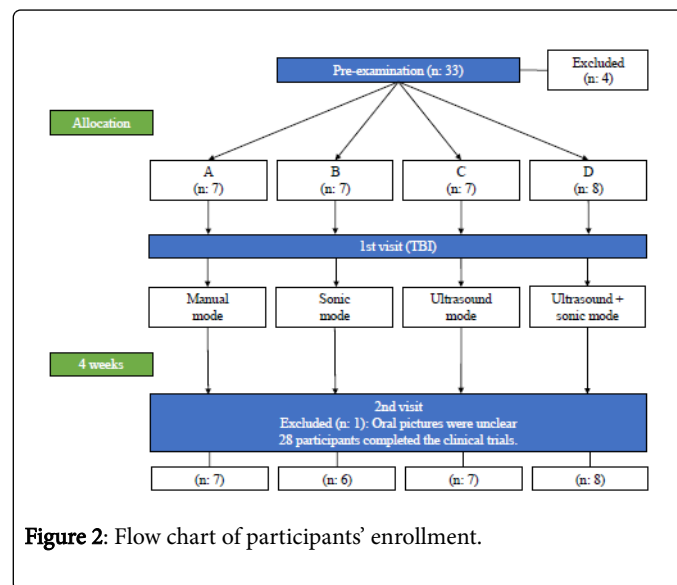 Pre-examination (n: 33)
Excluded
(n: 4)
Allocation
A
(n: 7)
B
(n: 7)
C
(n: 7)
D
(n: 8)
1st visit (TBI)
Manual
mode
Sonic
mode
Ultrasound
mode
Ultrasound +
sonic mode
4 weeks
2nd visit
Excluded (n: 1): Oral pictures were unclear
28 participants completed the clinical trials.
(n: 7)
(n: 6)
(n: 7)
(n: 8)
Figure 2: Flow chart of participants’ enrollment.